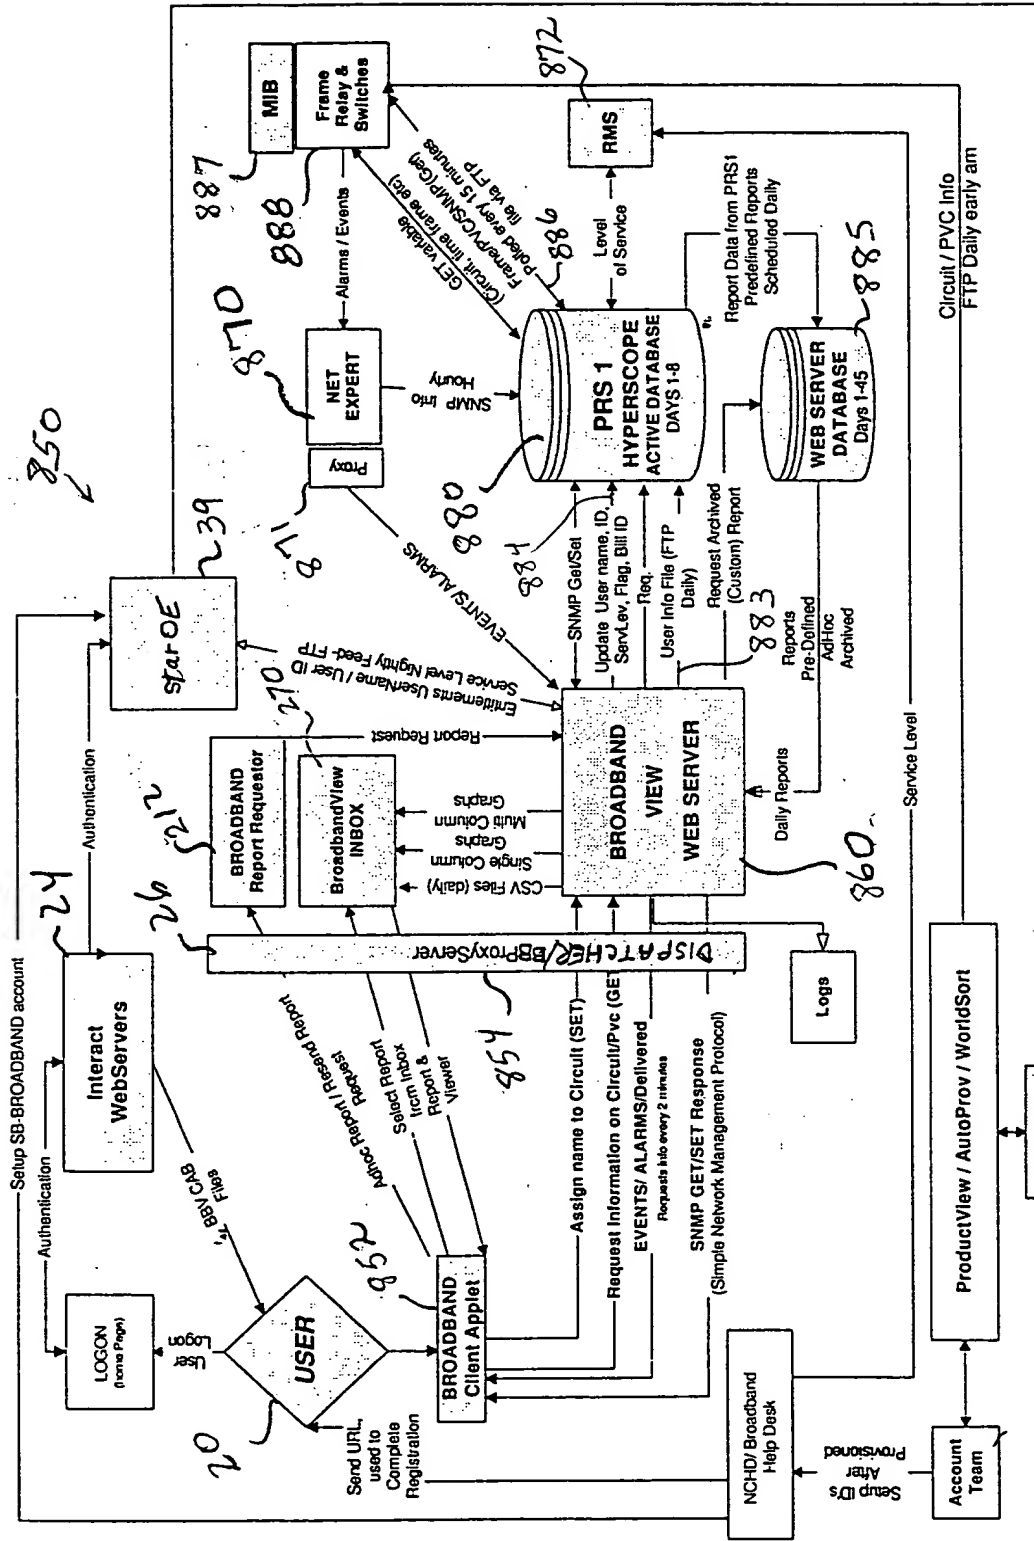 Setup SB-BROADBAND account
Authentication
LOGON
(Home Page)
User
Logon
20
USER
Send URL,
used to
Complete
Registration
24
Interact
WebServers
BBV CAB
Files
Authentication
StarOE
239
850
852
BROADBAND
Client Applet
Adhoc Report / Resend Report
Request
Select Report
from Inbox
Report &
Viewer
26
DISPATCHER/BBProxyServer
854
212
BROADBAND
Report Requestor
270
BroadbandView
INBOX
Report Request
Entitlements UserName / User ID
Service Level Nightly Feed-FTP
CSV Files (daily)
Single Column
Graphs
Multi Column
Graphs
Assign name to Circuit (SET)
Request Information on Circuit/Pvc (GET
EVENTS/ ALARMS/Delivered
Requests Info every 2 minutes
SNMP GET/SET Response
(Simple Network Management Protocol)
BROADBAND
VIEW
WEB SERVER
860
Logs
871
Proxy
870
NET
EXPERT
EVENTS/ALARMS
Alarms / Events
SNMP Info
Hourly
887
MIB
888
Frame
Relay &
Switches
GET variable
(Circuit, time frame etc)
Frame/PVC/SNMP(Get)
Polled every 15 minutes
file via FTP
886
872
RMS
Level
of Service
880
PRS 1
HYPERSCOPE
ACTIVE DATABASE
DAYS 1-8
SNMP Get/Set
884
Update User name, ID,
ServLev, Flag, Bill ID
Req.
User Info File (FTP
Daily)
883
Request Archived
(Custom) Report
Reports
Pre-Defined
AdHoc
Archived
Daily Reports
Report Data from PRS1
Predefined Reports
Scheduled Daily
WEB SERVER
DATABASE
Days 1-45
885
Service Level
Circuit / PVC Info
FTP Daily early am
NCHD/ Broadband
Help Desk
Setup ID's
After
Provisioned
Account
Team
ProductView / AutoProv / WorldSort